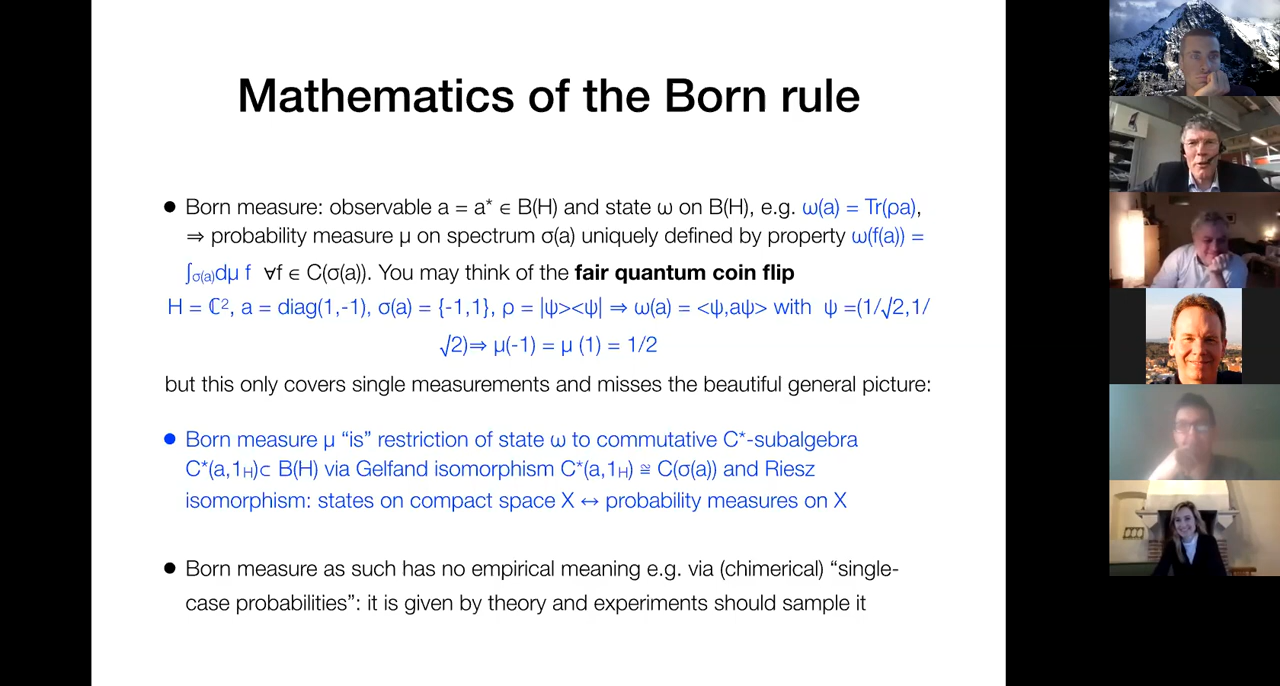 Mathematics of the Born rule
● Born measure: observable a = a* ∈ B(H) and state ω on B(H), e.g. ω(a) = Tr(ρa),
⇒ probability measure μ on spectrum σ(a) uniquely defined by property ω(f(a)) =
∫σ(a)dμ f ∀f ∈ C(σ(a)). You may think of the fair quantum coin flip
H = ℂ², a = diag(1,-1), σ(a) = {-1,1}, ρ = |ψ><ψ| ⇒ ω(a) = <ψ,aψ> with ψ =(1/√2,1/
√2)⇒ μ(-1) = μ (1) = 1/2
but this only covers single measurements and misses the beautiful general picture:
● Born measure μ “is” restriction of state ω to commutative C*-subalgebra
C*(a,1H)⊂ B(H) via Gelfand isomorphism C*(a,1H) ≅ C(σ(a)) and Riesz
isomorphism: states on compact space X ↔ probability measures on X
● Born measure as such has no empirical meaning e.g. via (chimerical) “single-
case probabilities”: it is given by theory and experiments should sample it